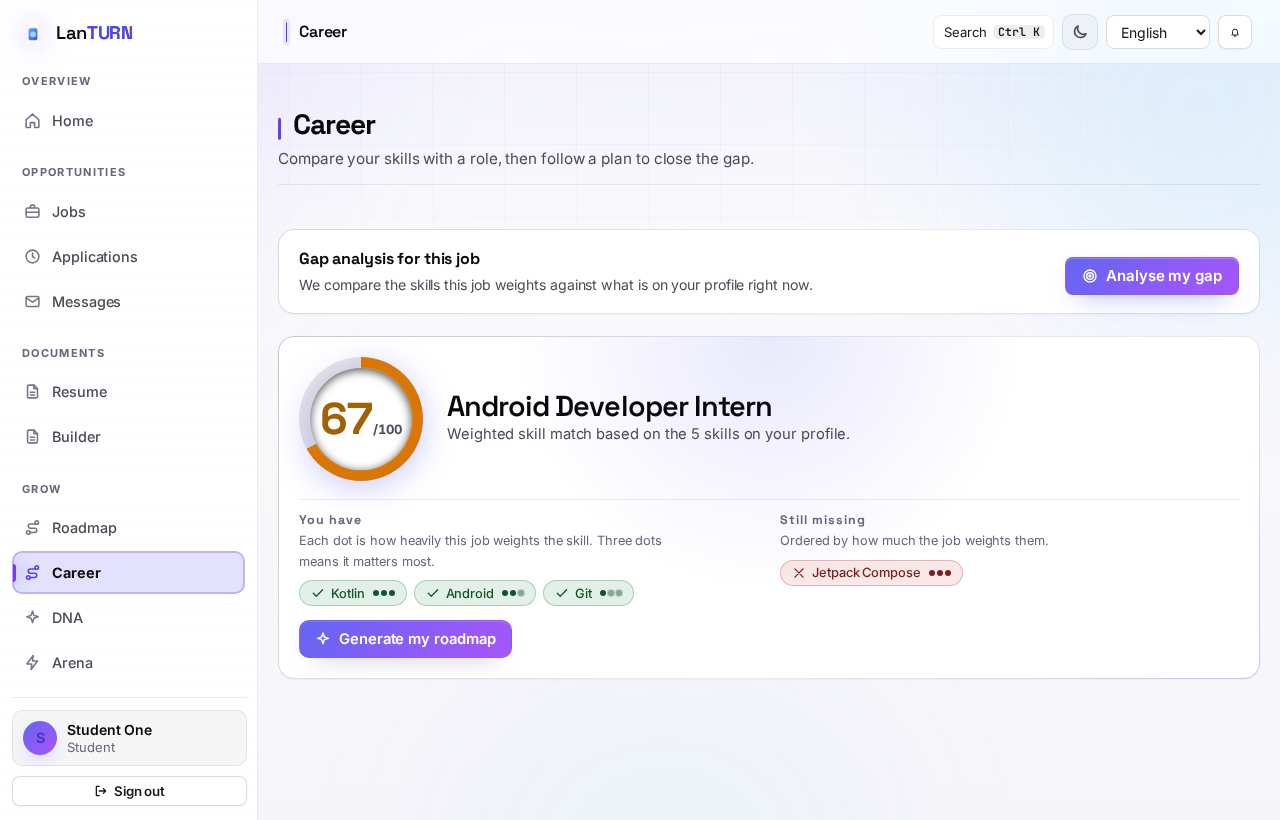 LanTURN
OVERVIEW
Home
OPPORTUNITIES
Jobs
Applications
Messages
DOCUMENTS
Resume
Builder
GROW
Roadmap
Career
DNA
Arena
S
Student One
Student
Sign out
Career
Search Ctrl K
English
Career
Compare your skills with a role, then follow a plan to close the gap.
Gap analysis for this job
We compare the skills this job weights against what is on your profile right now.
Analyse my gap
67/100
Android Developer Intern
Weighted skill match based on the 5 skills on your profile.
You have
Each dot is how heavily this job weights the skill. Three dots
means it matters most.
Kotlin
Android
Git
Still missing
Ordered by how much the job weights them.
Jetpack Compose
Generate my roadmap